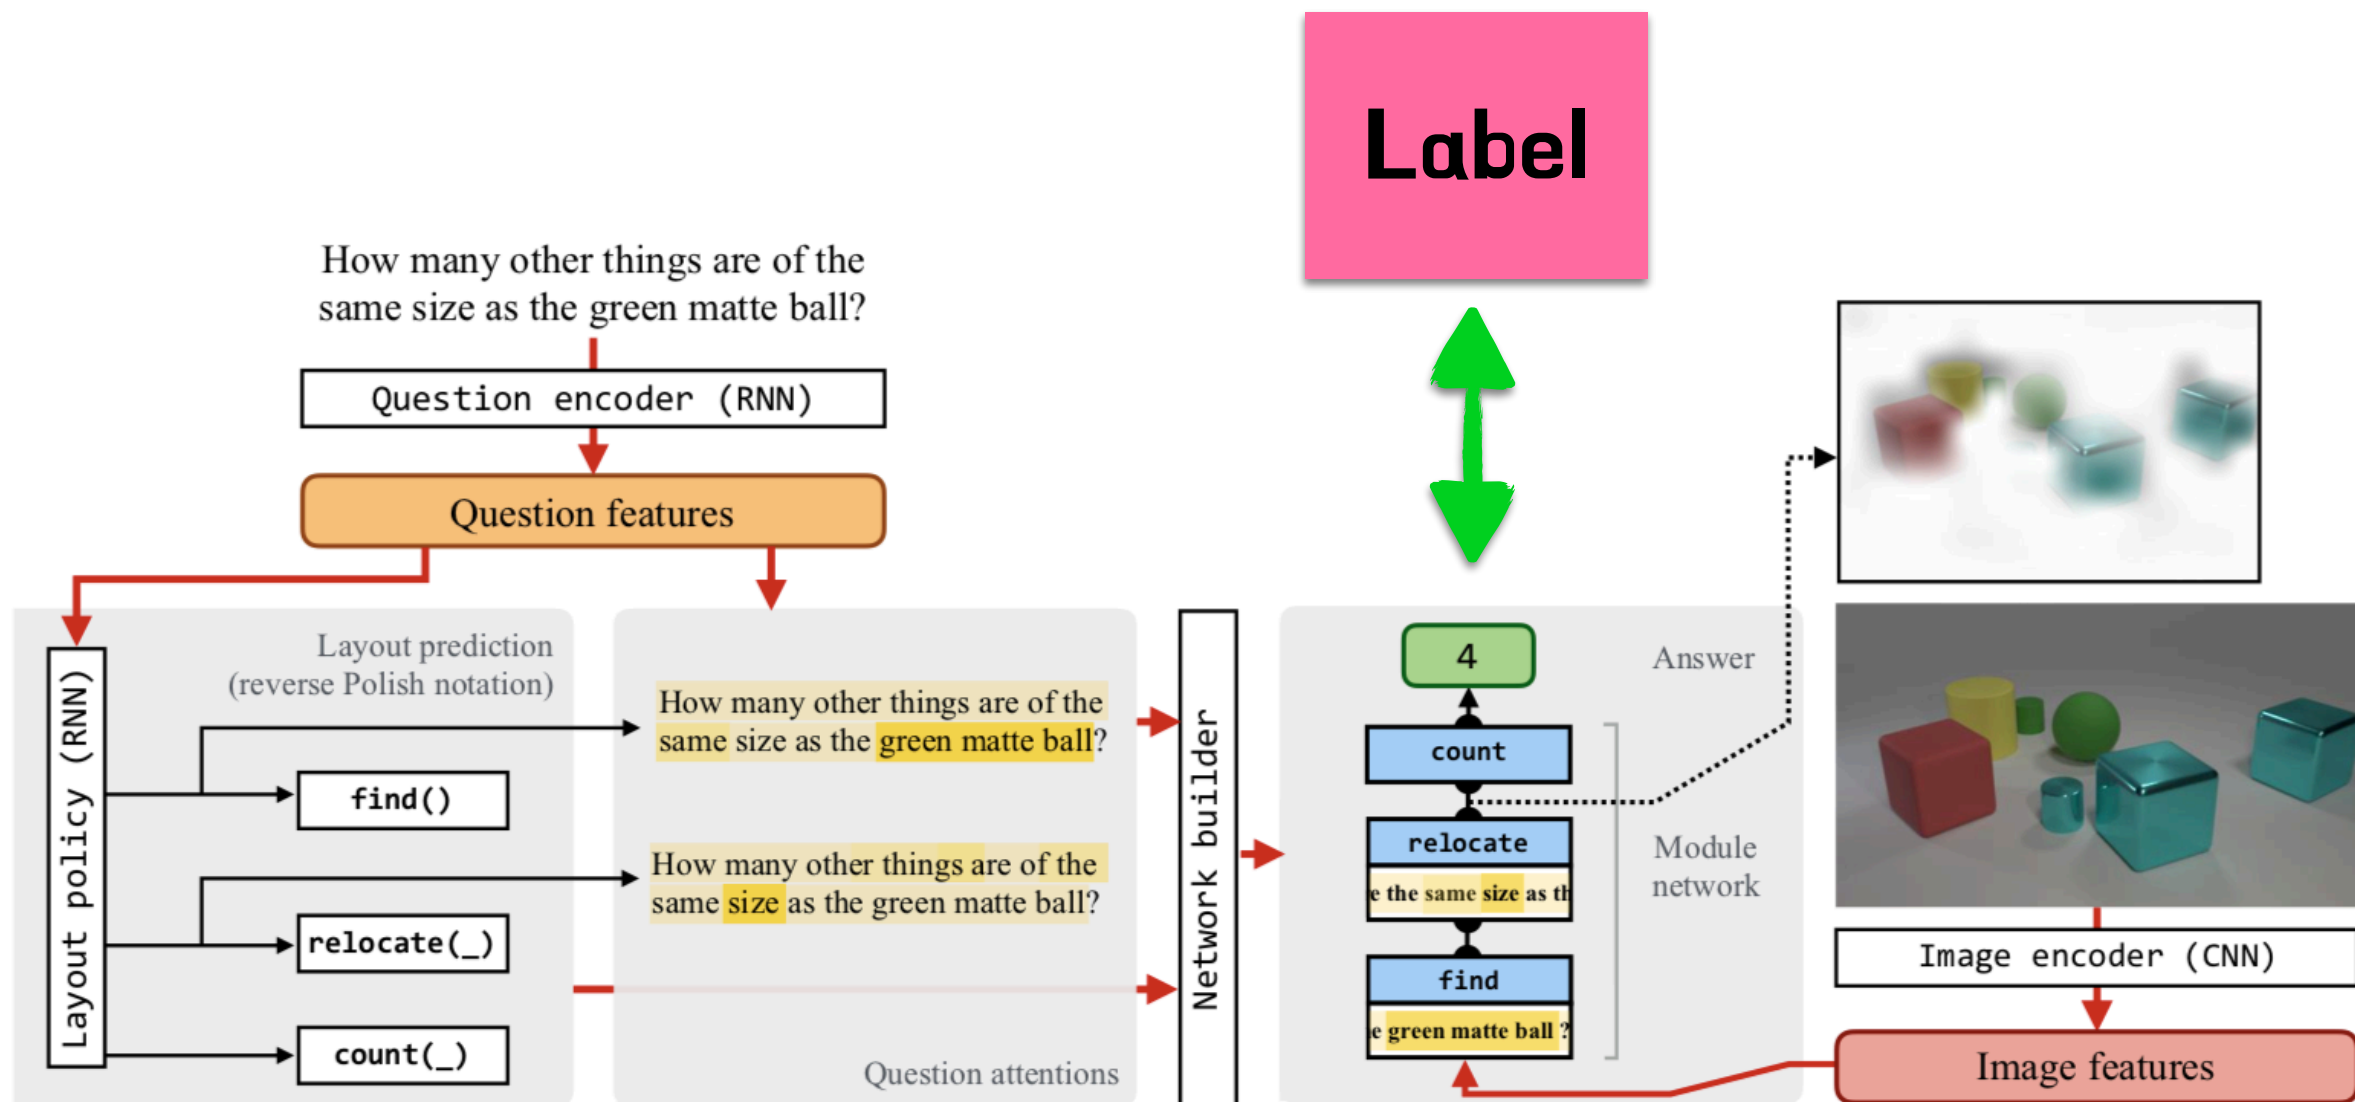 Label
How many other things are of the
same size as the green matte ball?
Question encoder (RNN)
Question features
Layout policy (RNN)
Layout prediction
(reverse Polish notation)
find()
relocate(_)
count(_)
How many other things are of the
same size as the green matte ball?
How many other things are of the
same size as the green matte ball?
Question attentions
Network builder
4
Answer
count
relocate
e the same size as th
find
e green matte ball ?
Module
network
Image encoder (CNN)
Image features